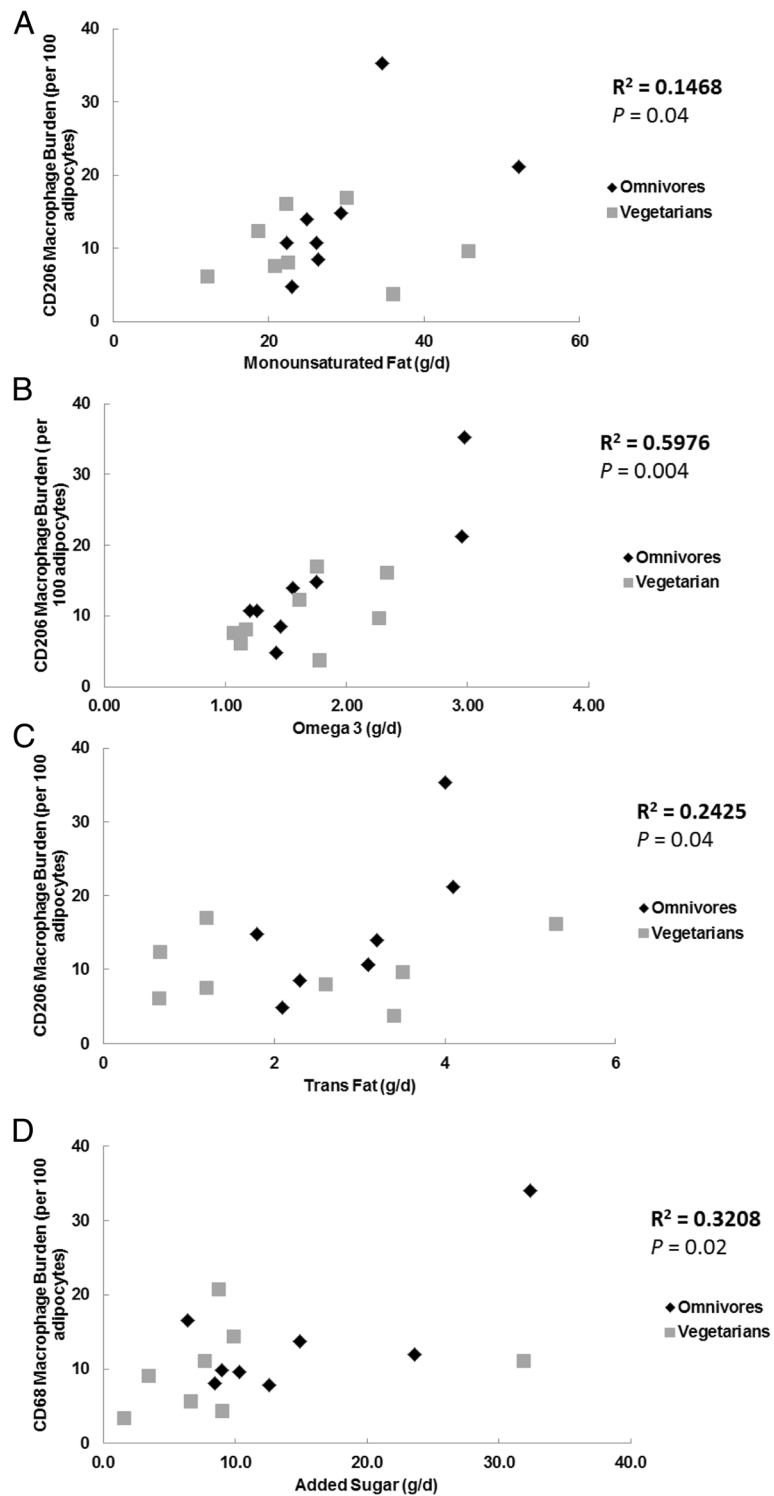 A
CD206 Macrophage Burden (per 100
adipocytes)
40
30
20
10
0
0
20
40
60
Monounsaturated Fat (g/d)
R² = 0.1468
P = 0.04
Omnivores
Vegetarians
B
CD206 Macrophage Burden ( per
100 adipocytes)
40
30
20
10
0
0.00
1.00
2.00
3.00
4.00
Omega 3 (g/d)
R² = 0.5976
P = 0.004
Omnivores
Vegetarian
C
CD206 Macrophage Burden (per 100
adipocytes)
40
30
20
10
0
0
2
4
6
Trans Fat (g/d)
R² = 0.2425
P = 0.04
Omnivores
Vegetarians
D
CD68 Macrophage Burden (per 100
adipocytes)
40
30
20
10
0
0.0
10.0
20.0
30.0
40.0
Added Sugar (g/d)
R² = 0.3208
P = 0.02
Omnivores
Vegetarians